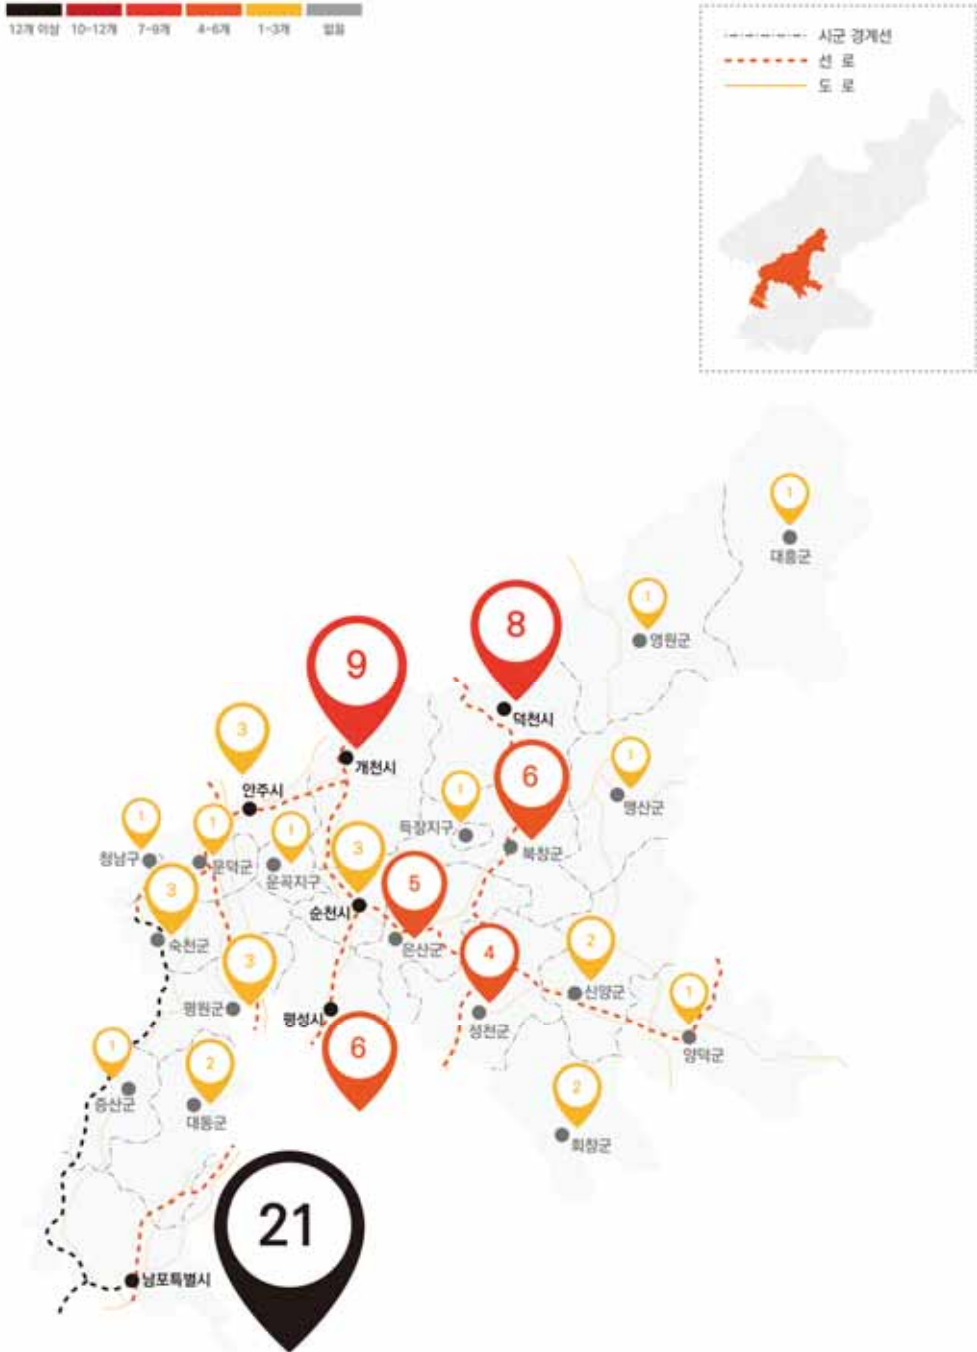 12개 이상 10~12개 7~9개 4~6개 1~3개 없음
시군 경계선
선 로
도 로
1
대흥군
1
영원군
8
덕천시
9
개천시
3
안주시
6
북창군
1
맹산군
1
득장지구
1
청남구
1
문덕군
1
운곡지구
3
순천시
5
은산군
3
숙천군
4
성천군
2
신양군
3
평원군
평성시
6
1
양덕군
1
증산군
2
대동군
2
회창군
21
남포특별시